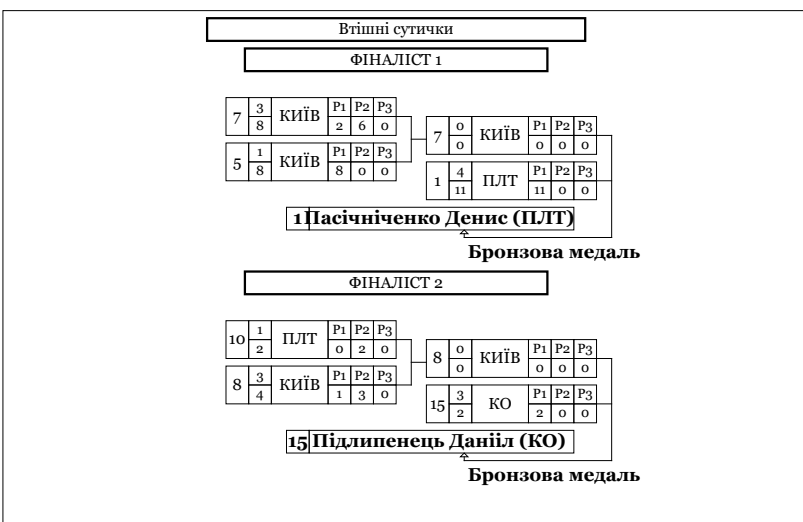 Втішні сутички
ФІНАЛІСТ 1
7 3 КИЇВ Р1 Р2 Р3
8 2 6 0
7 0 КИЇВ Р1 Р2 Р3
0 0 0 0
5 1 КИЇВ Р1 Р2 Р3
8 8 0 0
1 4 ПЛТ Р1 Р2 Р3
11 11 0 0
1 Пасічніченко Денис (ПЛТ)
Бронзова медаль
ФІНАЛІСТ 2
10 1 ПЛТ Р1 Р2 Р3
2 0 2 0
8 0 КИЇВ Р1 Р2 Р3
0 0 0 0
8 3 КИЇВ Р1 Р2 Р3
4 1 3 0
15 3 КО Р1 Р2 Р3
2 2 0 0
15 Підлипенець Данііл (КО)
Бронзова медаль